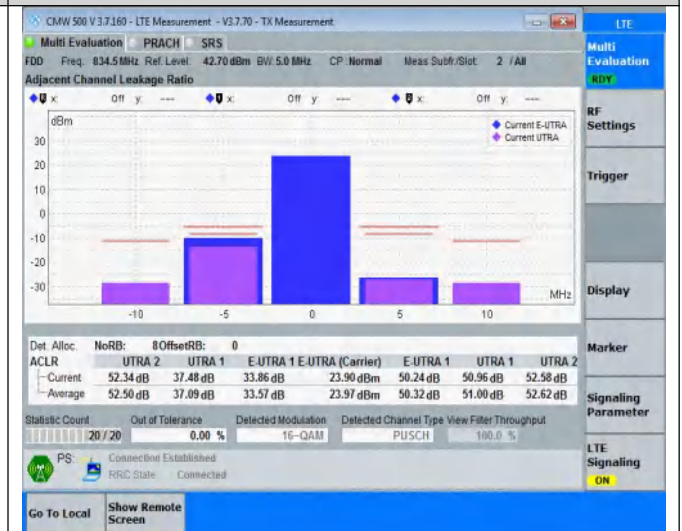 CMW 500 V 3.7.160 - LTE Measurement - V3.7.70 - TX Measurement
LTE
Multi Evaluation PRACH SRS
Multi Evaluation
RDY
FDD Freq. 834.5 MHz Ref. Level: 42.70 dBm BW: 5.0 MHz CP :Normal Meas Subfr./Slot: 2 / All
Adjacent Channel Leakage Ratio
x: Off y: --- x: Off y: --- x: Off y: ---
dBm
Current E-UTRA
Current UTRA
RF Settings
Trigger
30
20
10
0
-10
-20
-30
-10 -5 0 5 10 MHz
Display
Det. Alloc. NoRB: 8 OffsetRB: 0
Marker
ACLR UTRA 2 UTRA 1 E-UTRA 1 E-UTRA (Carrier) E-UTRA 1 UTRA 1 UTRA 2
Current 52.34 dB 37.48 dB 33.86 dB 23.90 dBm 50.24 dB 50.96 dB 52.58 dB
Average 52.50 dB 37.09 dB 33.57 dB 23.97 dBm 50.32 dB 51.00 dB 52.62 dB
Signaling Parameter
Statistic Count Out of Tolerance Detected Modulation Detected Channel Type View Filter Throughput
20 / 20 0.00 % 16-QAM PUSCH 100.0 %
PS: Connection Established
RRC State Connected
LTE Signaling
ON
Go To Local Show Remote Screen